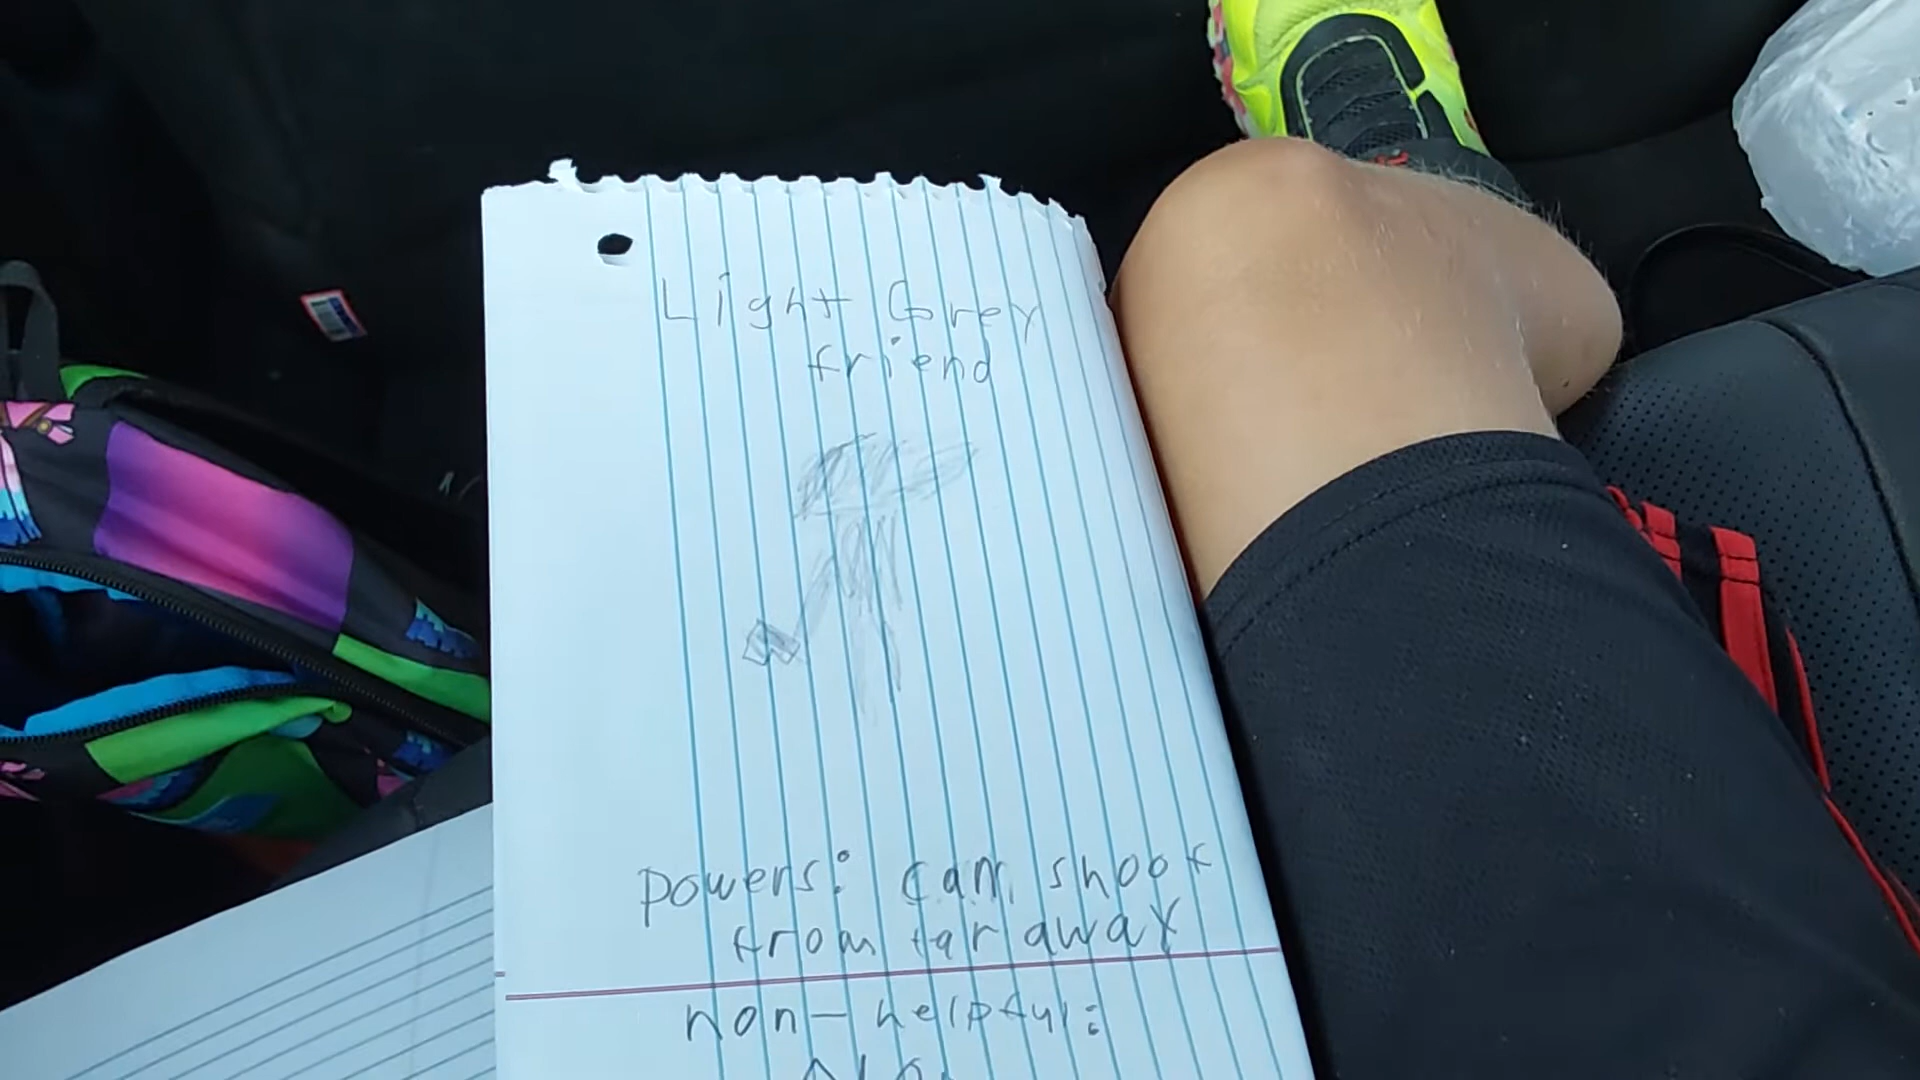 Light Grey
friend
powers: can shoot
from far away
non-helpful: